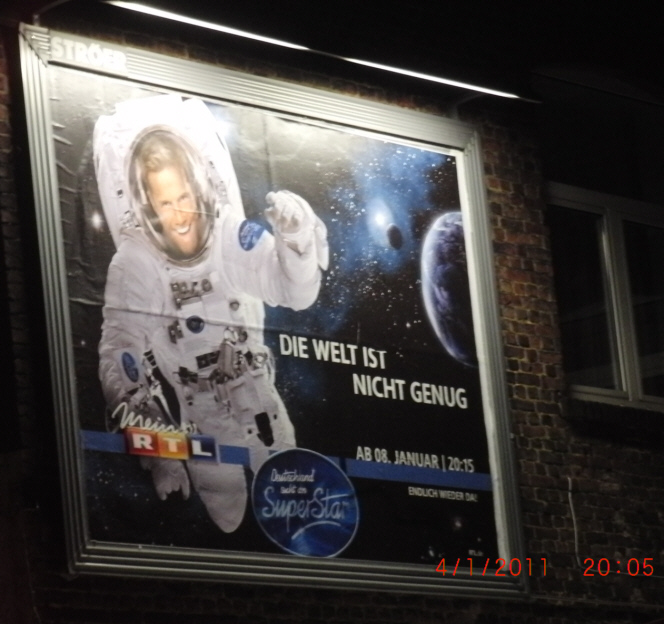 STRÖER
DIE WELT IST
NICHT GENUG
Mein
RTL
AB 08. JANUAR | 20:15
ENDLICH WIEDER DA!
Deutschland
sucht den
SuperStar
4/1/2011 20:05